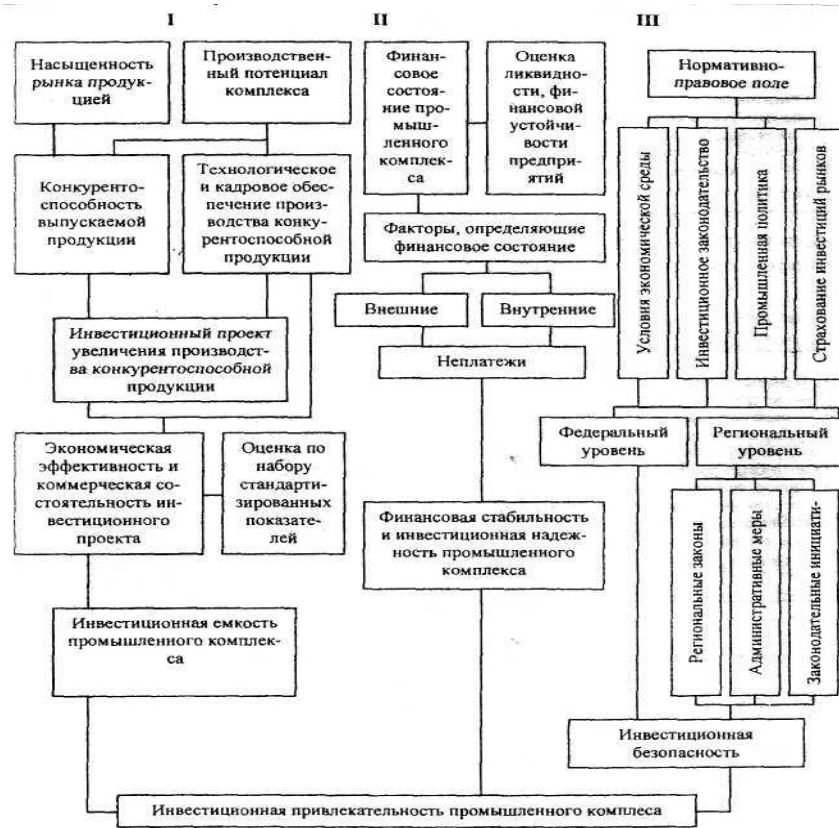 I
II
III
Насыщенность
рынка продук-
цией
Производствен-
ный потенциал
комплекса
Конкуренто-
способность
выпускаемой
продукции
Технологическое
и кадровое обес-
печение произ-
водства конку-
рентоспособной
продукции
Инвестиционный проект
увеличения производст-
ва конкурентоспособной
продукции
Экономическая
эффективность и
коммерческая со-
стоятельность ин-
вестиционного
проекта
Оценка по
набору
стандарти-
зированных
показате-
лей
Инвестиционная емкость
промышленного комплек-
са
Финан-
совое
состоя-
ние про-
мыш-
ленного
комплек-
са
Оценка
ликвидно-
сти, фи-
нансовой
устойчи-
вости
предпри-
ятий
Факторы, определяющие
финансовое состояние
Внешние
Внутренние
Неплатежи
Финансовая стабильность
и инвестиционная надеж-
ность промышленного
комплекса
Нормативно-
правовое поле
Условия экономической среды
Инвестиционное законодательство
Промышленная политика
Страхование инвестиций рынков
Федеральный
уровень
Региональный
уровень
Региональные законы
Административные меры
Законодательные инициати-
Инвестиционная
безопасность
Инвестиционная привлекательность промышленного комплеса